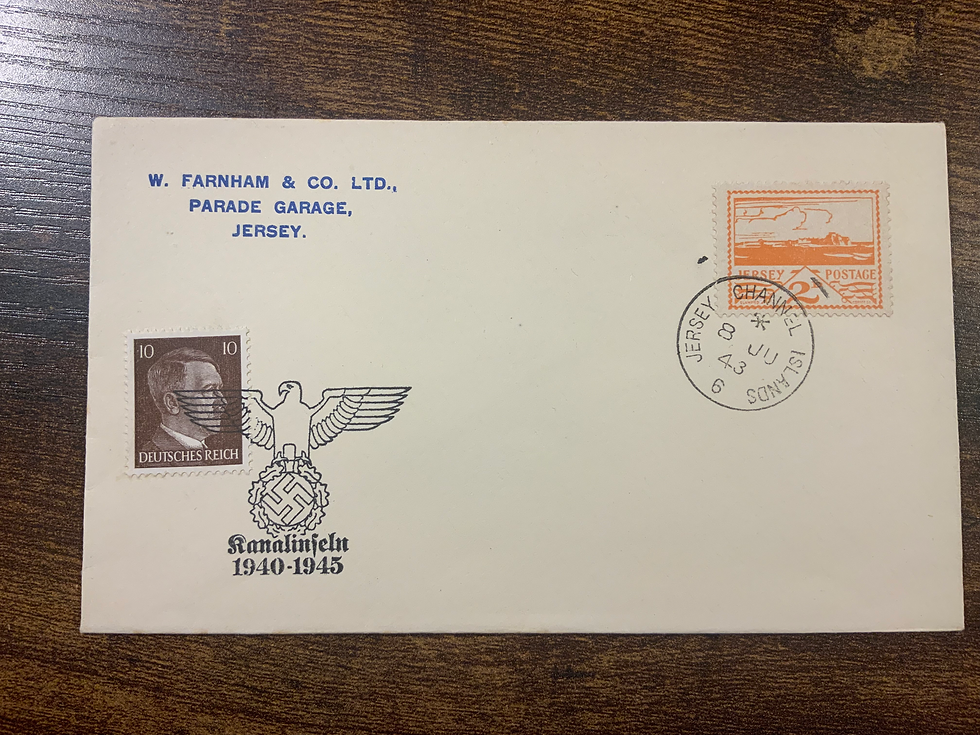 W. FARNHAM & CO. LTD.,
PARADE GARAGE,
JERSEY.
JERSEY POSTAGE
2
JERSEY CHANNEL ISLANDS
*
8 JU
43
6
10 10
DEUTSCHES REICH
Kanalinſeln
1940-1945